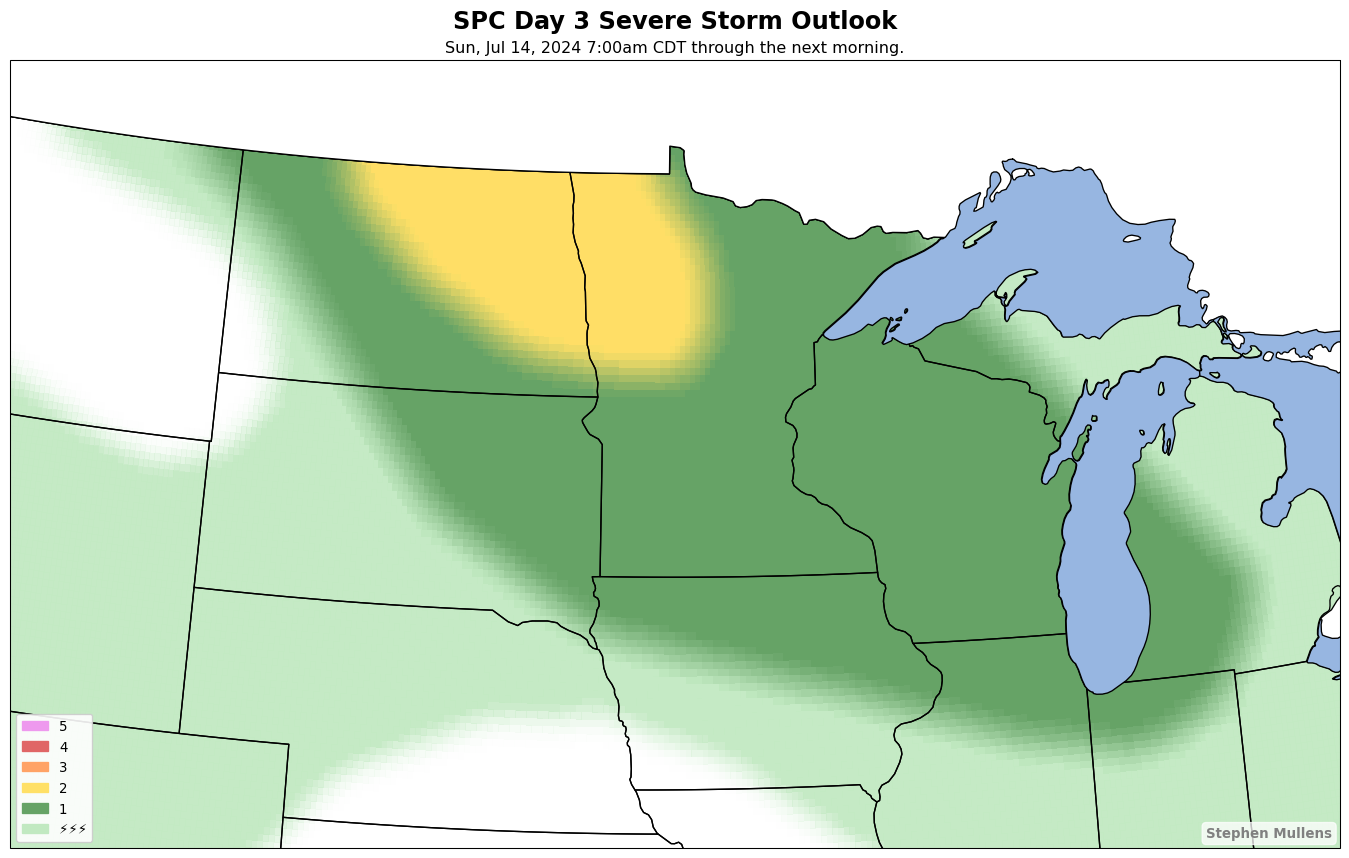 SPC Day 3 Severe Storm Outlook
Sun, Jul 14, 2024 7:00am CDT through the next morning.
5
4
3
2
1
⚡⚡⚡
Stephen Mullens